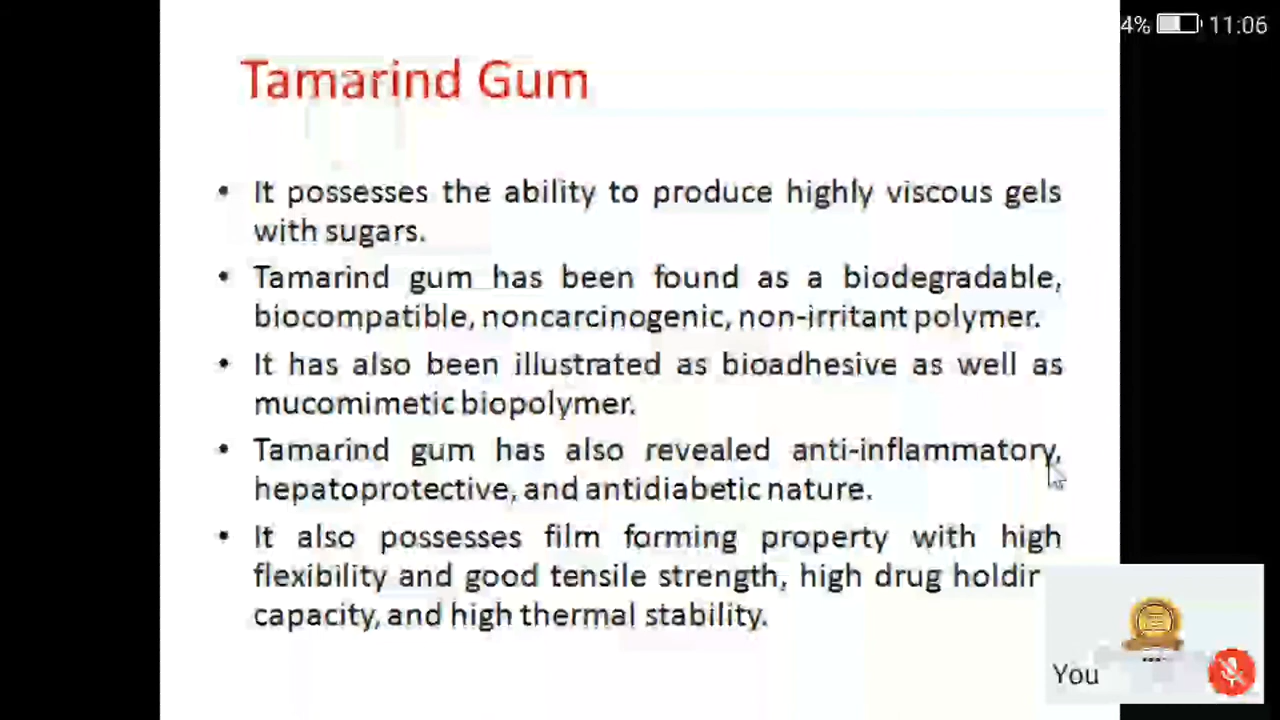 4% 11:06
Tamarind Gum
• It possesses the ability to produce highly viscous gels
with sugars.
• Tamarind gum has been found as a biodegradable,
biocompatible, noncarcinogenic, non-irritant polymer.
• It has also been illustrated as bioadhesive as well as
mucomimetic biopolymer.
• Tamarind gum has also revealed anti-inflammatory,
hepatoprotective, and antidiabetic nature.
• It also possesses film forming property with high
flexibility and good tensile strength, high drug holdin
capacity, and high thermal stability.
You